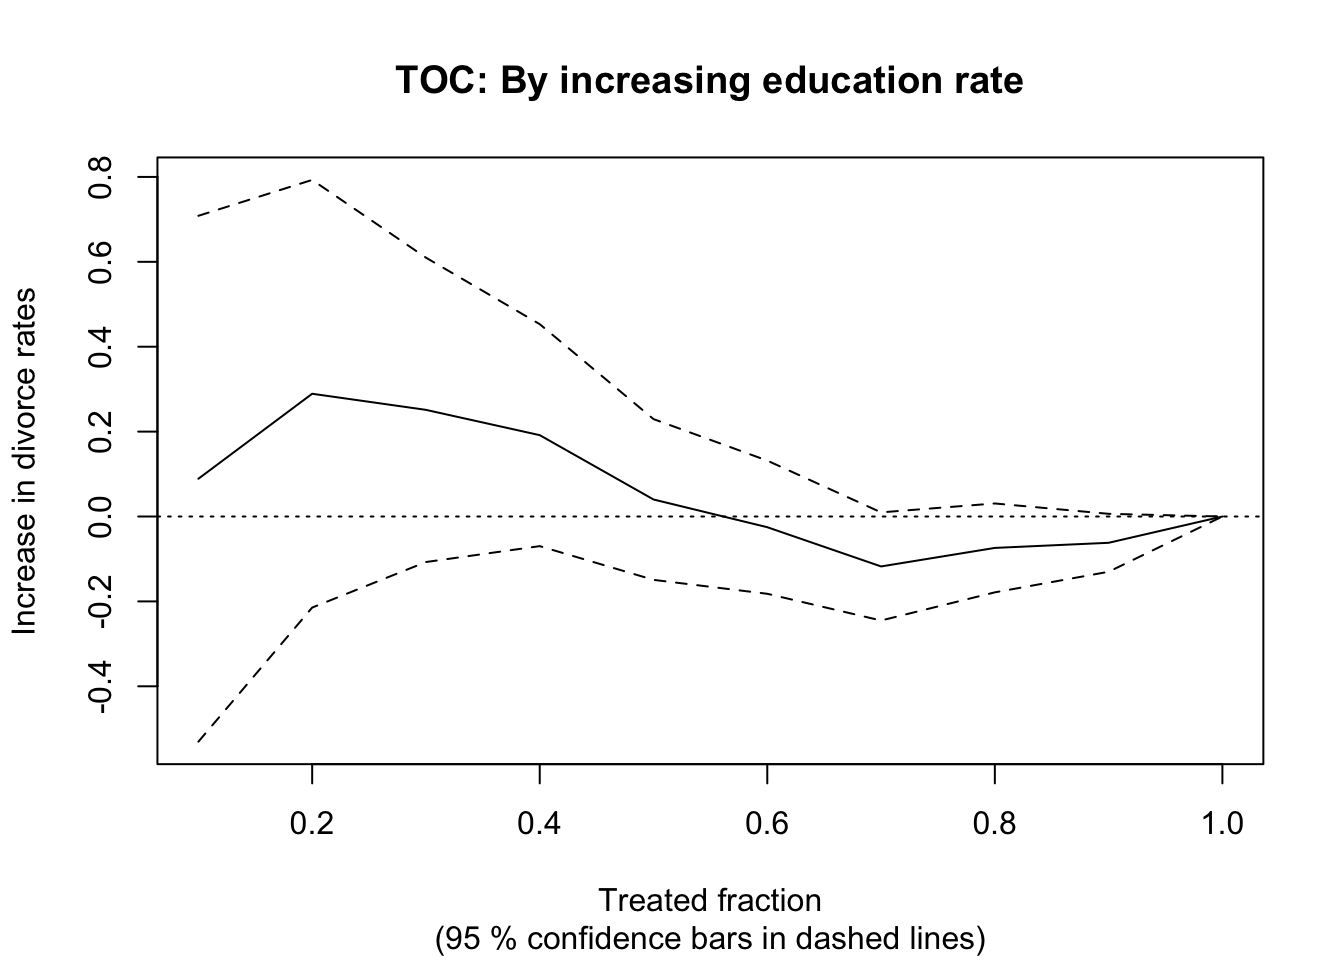 TOC: By increasing education rate
Increase in divorce rates
0.8
0.6
0.4
0.2
0.0
-0.2
-0.4
0.2 0.4 0.6 0.8 1.0
Treated fraction
(95 % confidence bars in dashed lines)